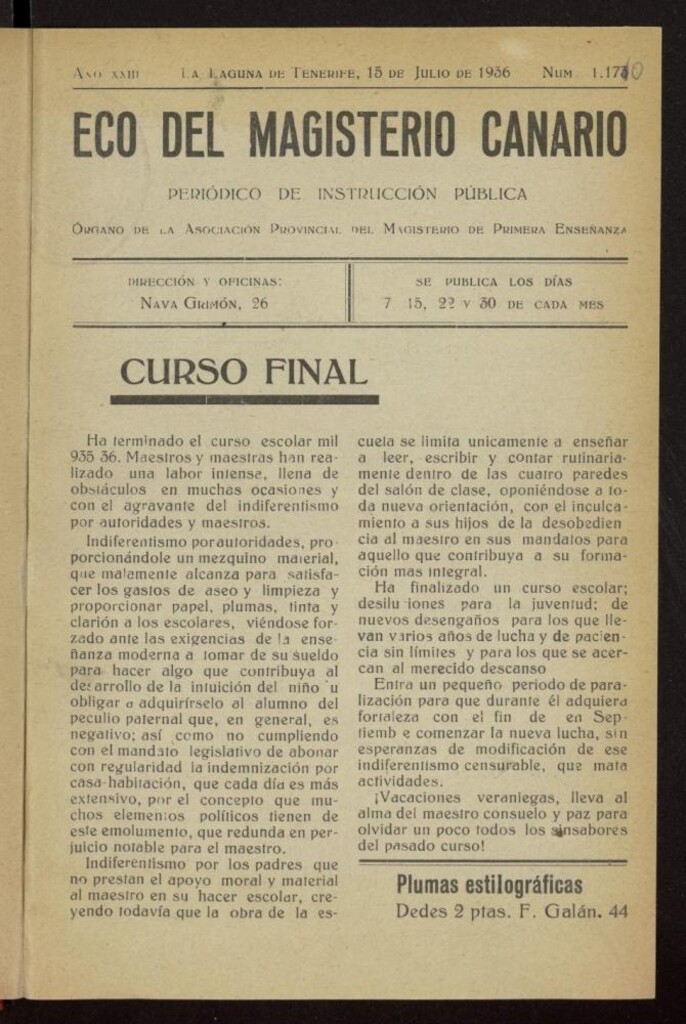 AÑO XXIII LA LAGUNA DE TENERIFE, 15 DE JULIO DE 1936 NUM 1.170
ECO DEL MAGISTERIO CANARIO
PERIÓDICO DE INSTRUCCIÓN PÚBLICA
ÓRGANO DE LA ASOCIACIÓN PROVINCIAL DEL MAGISTERIO DE PRIMERA ENSEÑANZA
DIRECCIÓN Y OFICINAS:
NAVA GRIMÓN, 26
SE PUBLICA LOS DÍAS
7 15, 22 Y 30 DE CADA MES
CURSO FINAL
Ha terminado el curso escolar mil
935 36. Maestros y maestras han rea-
lizado una labor intensa, llena de
obstáculos en muchas ocasiones y
con el agravante del indiferentismo
por autoridades y maestros.
Indiferentismo por autoridades, pro-
porcionándole un mezquino material,
que malamente alcanza para satisfa-
cer los gastos de aseo y limpieza y
proporcionar papel, plumas, tinta y
clarión a los escolares, viéndose for-
zado ante las exigencias de la ense-
ñanza moderna a tomar de su sueldo
para hacer algo que contribuya al
desarrollo de la intuición del niño u
obligar a adquirírselo al alumno del
peculio paternal que, en general, es
negativo; así como no cumpliendo
con el mandato legislativo de abonar
con regularidad la indemnización por
casa-habitación, que cada día es más
extensivo, por el concepto que mu-
chos elementos políticos tienen de
este emolumento, que redunda en per-
juicio notable para el maestro.
Indiferentismo por los padres que
no prestan el apoyo moral y material
al maestro en su hacer escolar, cre-
yendo todavía que la obra de la es-
cuela se limita unicamente a enseñar
a leer, escribir y contar rutinaria-
mente dentro de las cuatro paredes
del salón de clase, oponiéndose a to-
da nueva orientación, con el inculca-
miento a sus hijos de la desobedien
cia al maestro en sus mandatos para
aquello que contribuya a su forma-
ción mas integral.
Ha finalizado un curso escolar;
desilusiones para la juventud; de
nuevos desengaños para los que lle-
van varios años de lucha y de pacien-
cia sin límites y para los que se acer-
can al merecido descanso
Entra un pequeño periodo de para-
lización para que durante él adquiera
fortaleza con el fin de en Sep-
tiemb e comenzar la nueva lucha, sin
esperanzas de modificación de ese
indiferentismo censurable, que mata
actividades.
¡Vacaciones veraniegas, lleva al
alma del maestro consuelo y paz para
olvidar un poco todos los sinsabores
del pasado curso!
Plumas estilográficas
Dedes 2 ptas. F. Galán. 44